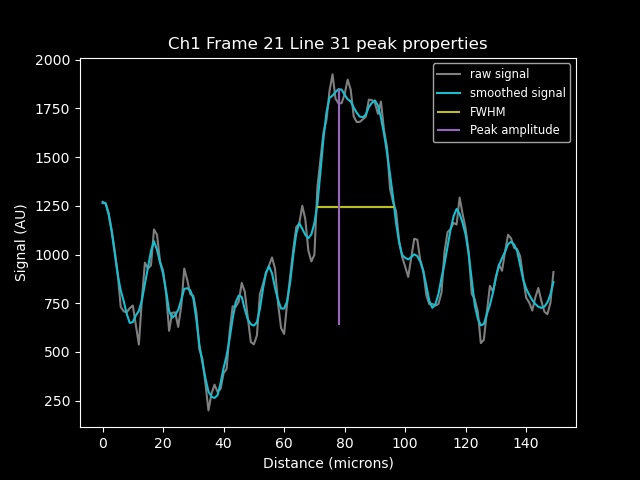 Ch1 Frame 21 Line 31 peak properties
raw signal
smoothed signal
FWHM
Peak amplitude
Signal (AU)
2000
1750
1500
1250
1000
750
500
250
0 20 40 60 80 100 120 140
Distance (microns)